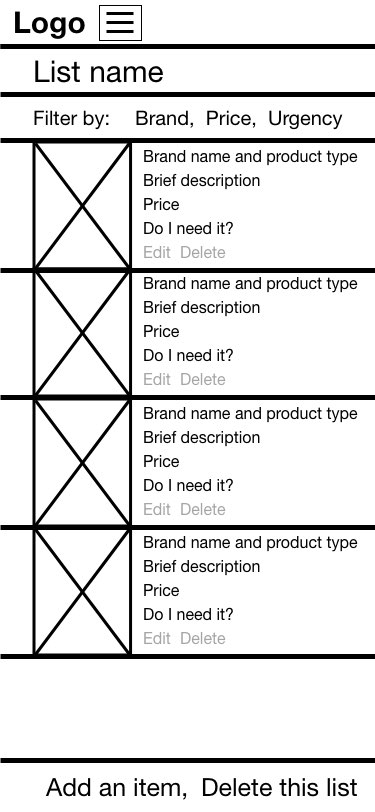 Logo
List name
Filter by: Brand, Price, Urgency
Brand name and product type
Brief description
Price
Do I need it?
Edit Delete
Brand name and product type
Brief description
Price
Do I need it?
Edit Delete
Brand name and product type
Brief description
Price
Do I need it?
Edit Delete
Brand name and product type
Brief description
Price
Do I need it?
Edit Delete
Add an item, Delete this list